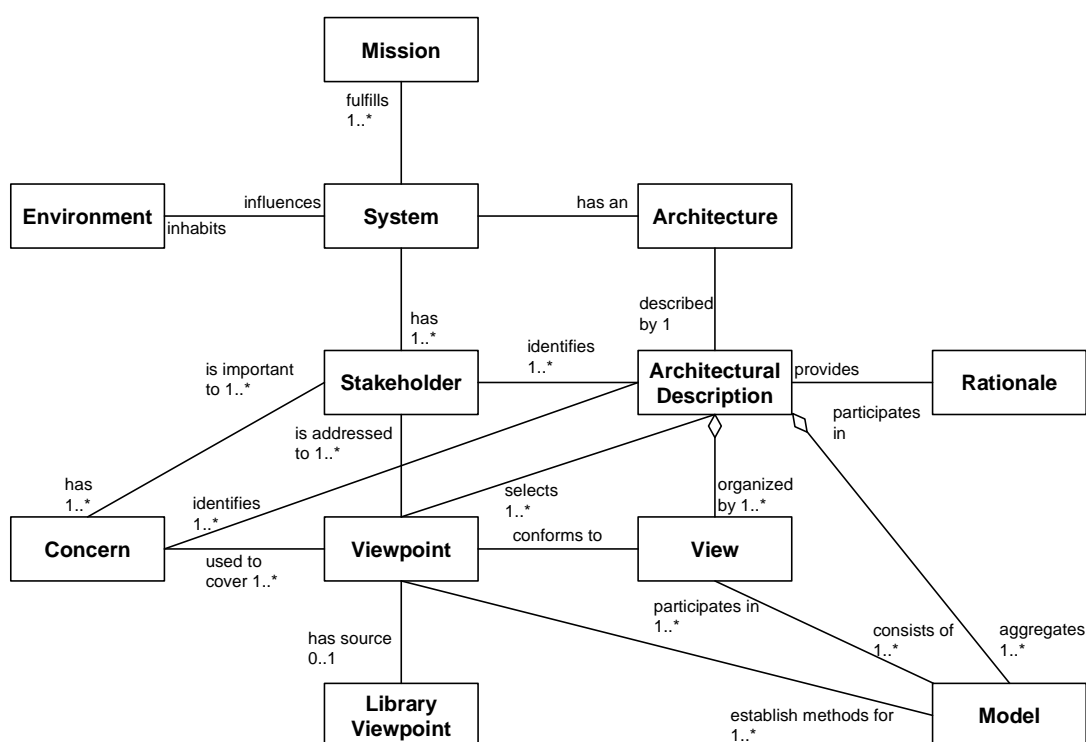 Mission
fulfills
1..*
Environment
influences
inhabits
System
has an
Architecture
has
1..*
described
by 1
is important
to 1..*
Stakeholder
identifies
1..*
Architectural
Description
provides
Rationale
participates
in
is addressed
to 1..*
has
1..*
identifies
1..*
selects
1..*
organized
by 1..*
Concern
used to
cover 1..*
Viewpoint
conforms to
View
has source
0..1
participates in
1..*
consists of
1..*
aggregates
1..*
Library
Viewpoint
establish methods for
1..*
Model